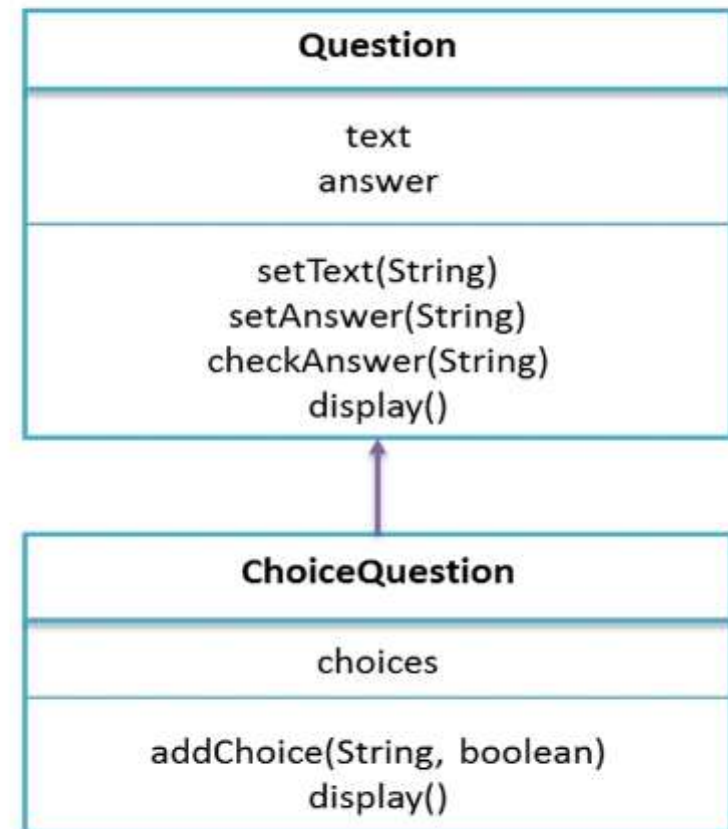 Question
text
answer
setText(String)
setAnswer(String)
checkAnswer(String)
display()
ChoiceQuestion
choices
addChoice(String, boolean)
display()